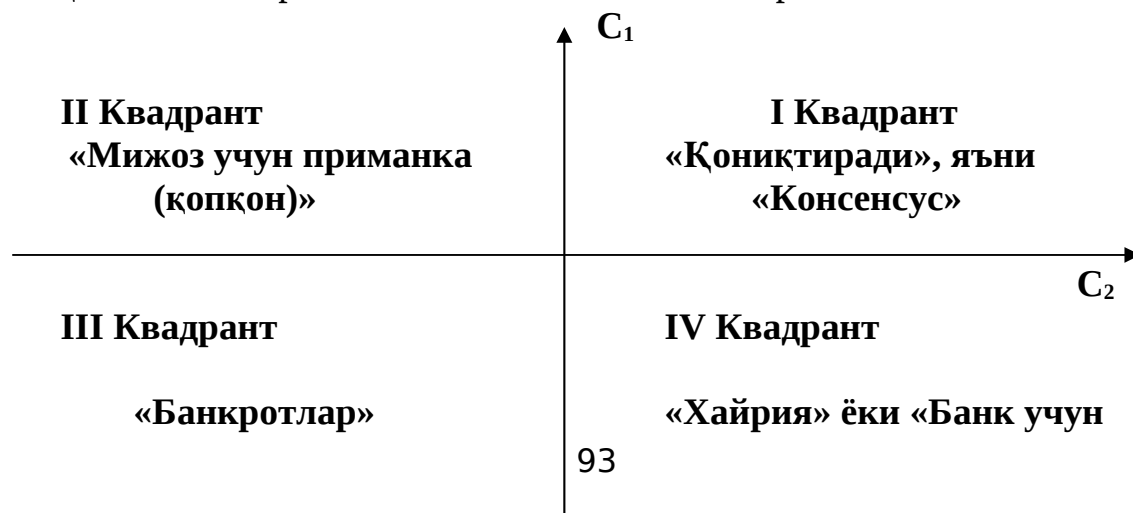 C₁
II Квадрант
«Мижоз учун приманка
(қопқон)»
I Квадрант
«Қониқтиради», яъни
«Консенсус»
C₂
III Квадрант
«Банкротлар»
IV Квадрант
«Хайрия» ёки «Банк учун
93